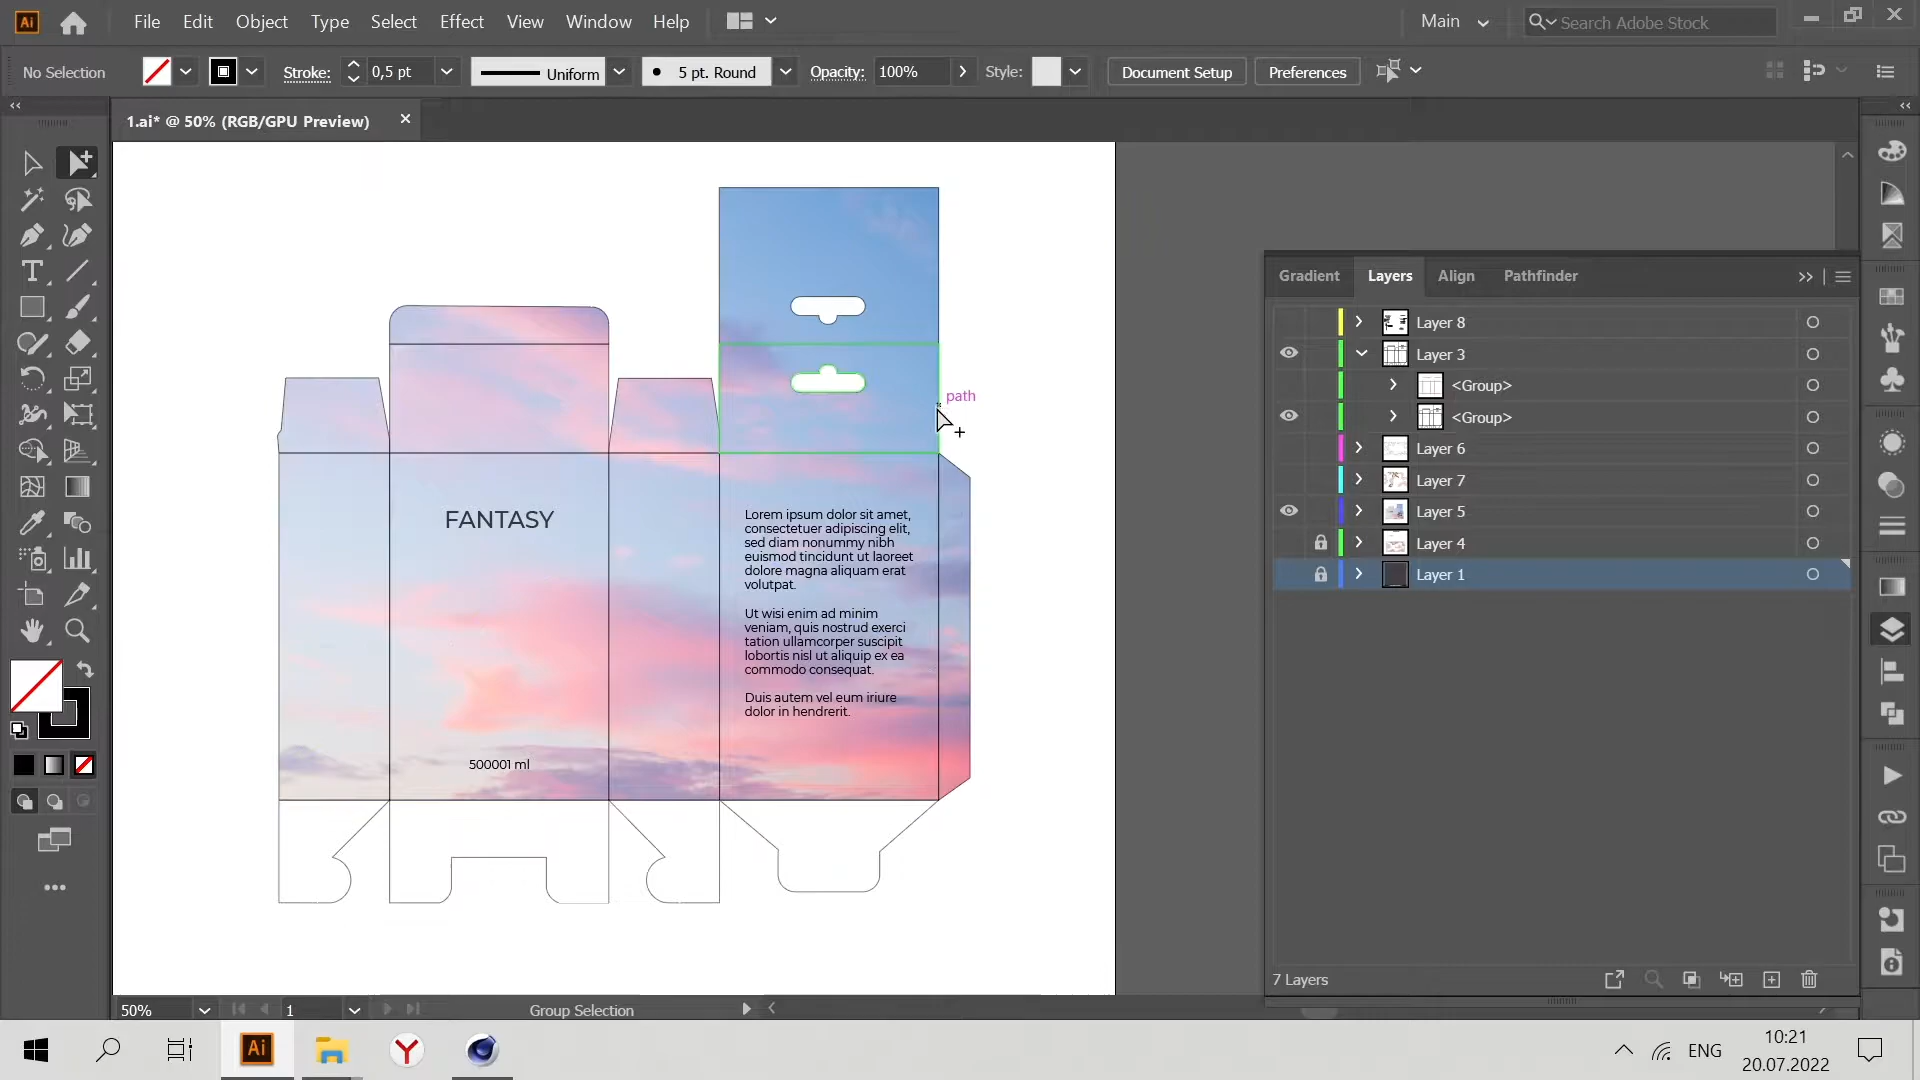 Ai
File Edit Object Type Select Effect View Window Help
Main
Search Adobe Stock
No Selection
Stroke:
0,5 pt
Uniform
5 pt. Round
Opacity:
100%
Style:
Document Setup
Preferences
1.ai* @ 50% (RGB/GPU Preview)
path
FANTASY
500001 ml
Lorem ipsum dolor sit amet,
consectetuer adipiscing elit,
sed diam nonummy nibh
euismod tincidunt ut laoreet
dolore magna aliquam erat
volutpat.
Ut wisi enim ad minim
veniam, quis nostrud exerci
tation ullamcorper suscipit
lobortis nisl ut aliquip ex ea
commodo consequat.
Duis autem vel eum iriure
dolor in hendrerit.
Gradient Layers Align Pathfinder
Layer 8
Layer 3
<Group>
<Group>
Layer 6
Layer 7
Layer 5
Layer 4
Layer 1
7 Layers
50%
1
Group Selection
Ai
ENG
10:21
20.07.2022